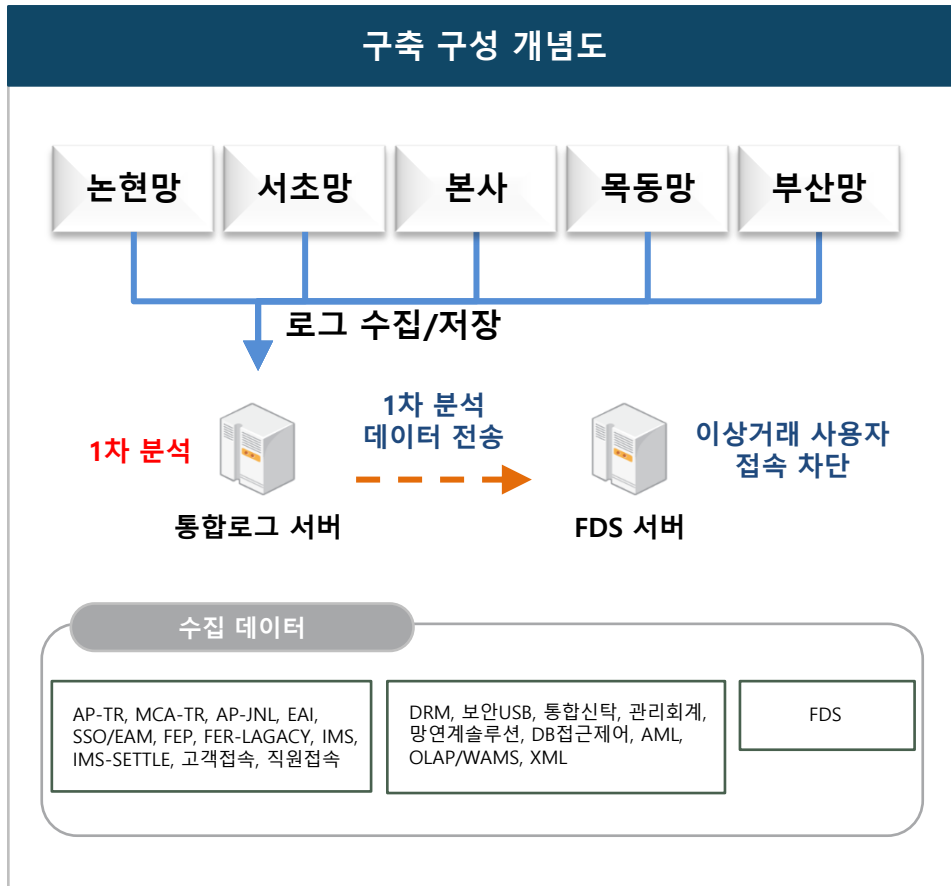 구축 구성 개념도
논현망
서초망
본사
목동망
부산망
로그 수집/저장
1차 분석
1차 분석
데이터 전송
이상거래 사용자
접속 차단
통합로그 서버
FDS 서버
수집 데이터
AP-TR, MCA-TR, AP-JNL, EAI,
SSO/EAM, FEP, FER-LAGACY, IMS,
IMS-SETTLE, 고객접속, 직원접속
DRM, 보안USB, 통합신탁, 관리회계,
망연계솔루션, DB접근제어, AML,
OLAP/WAMS, XML
FDS